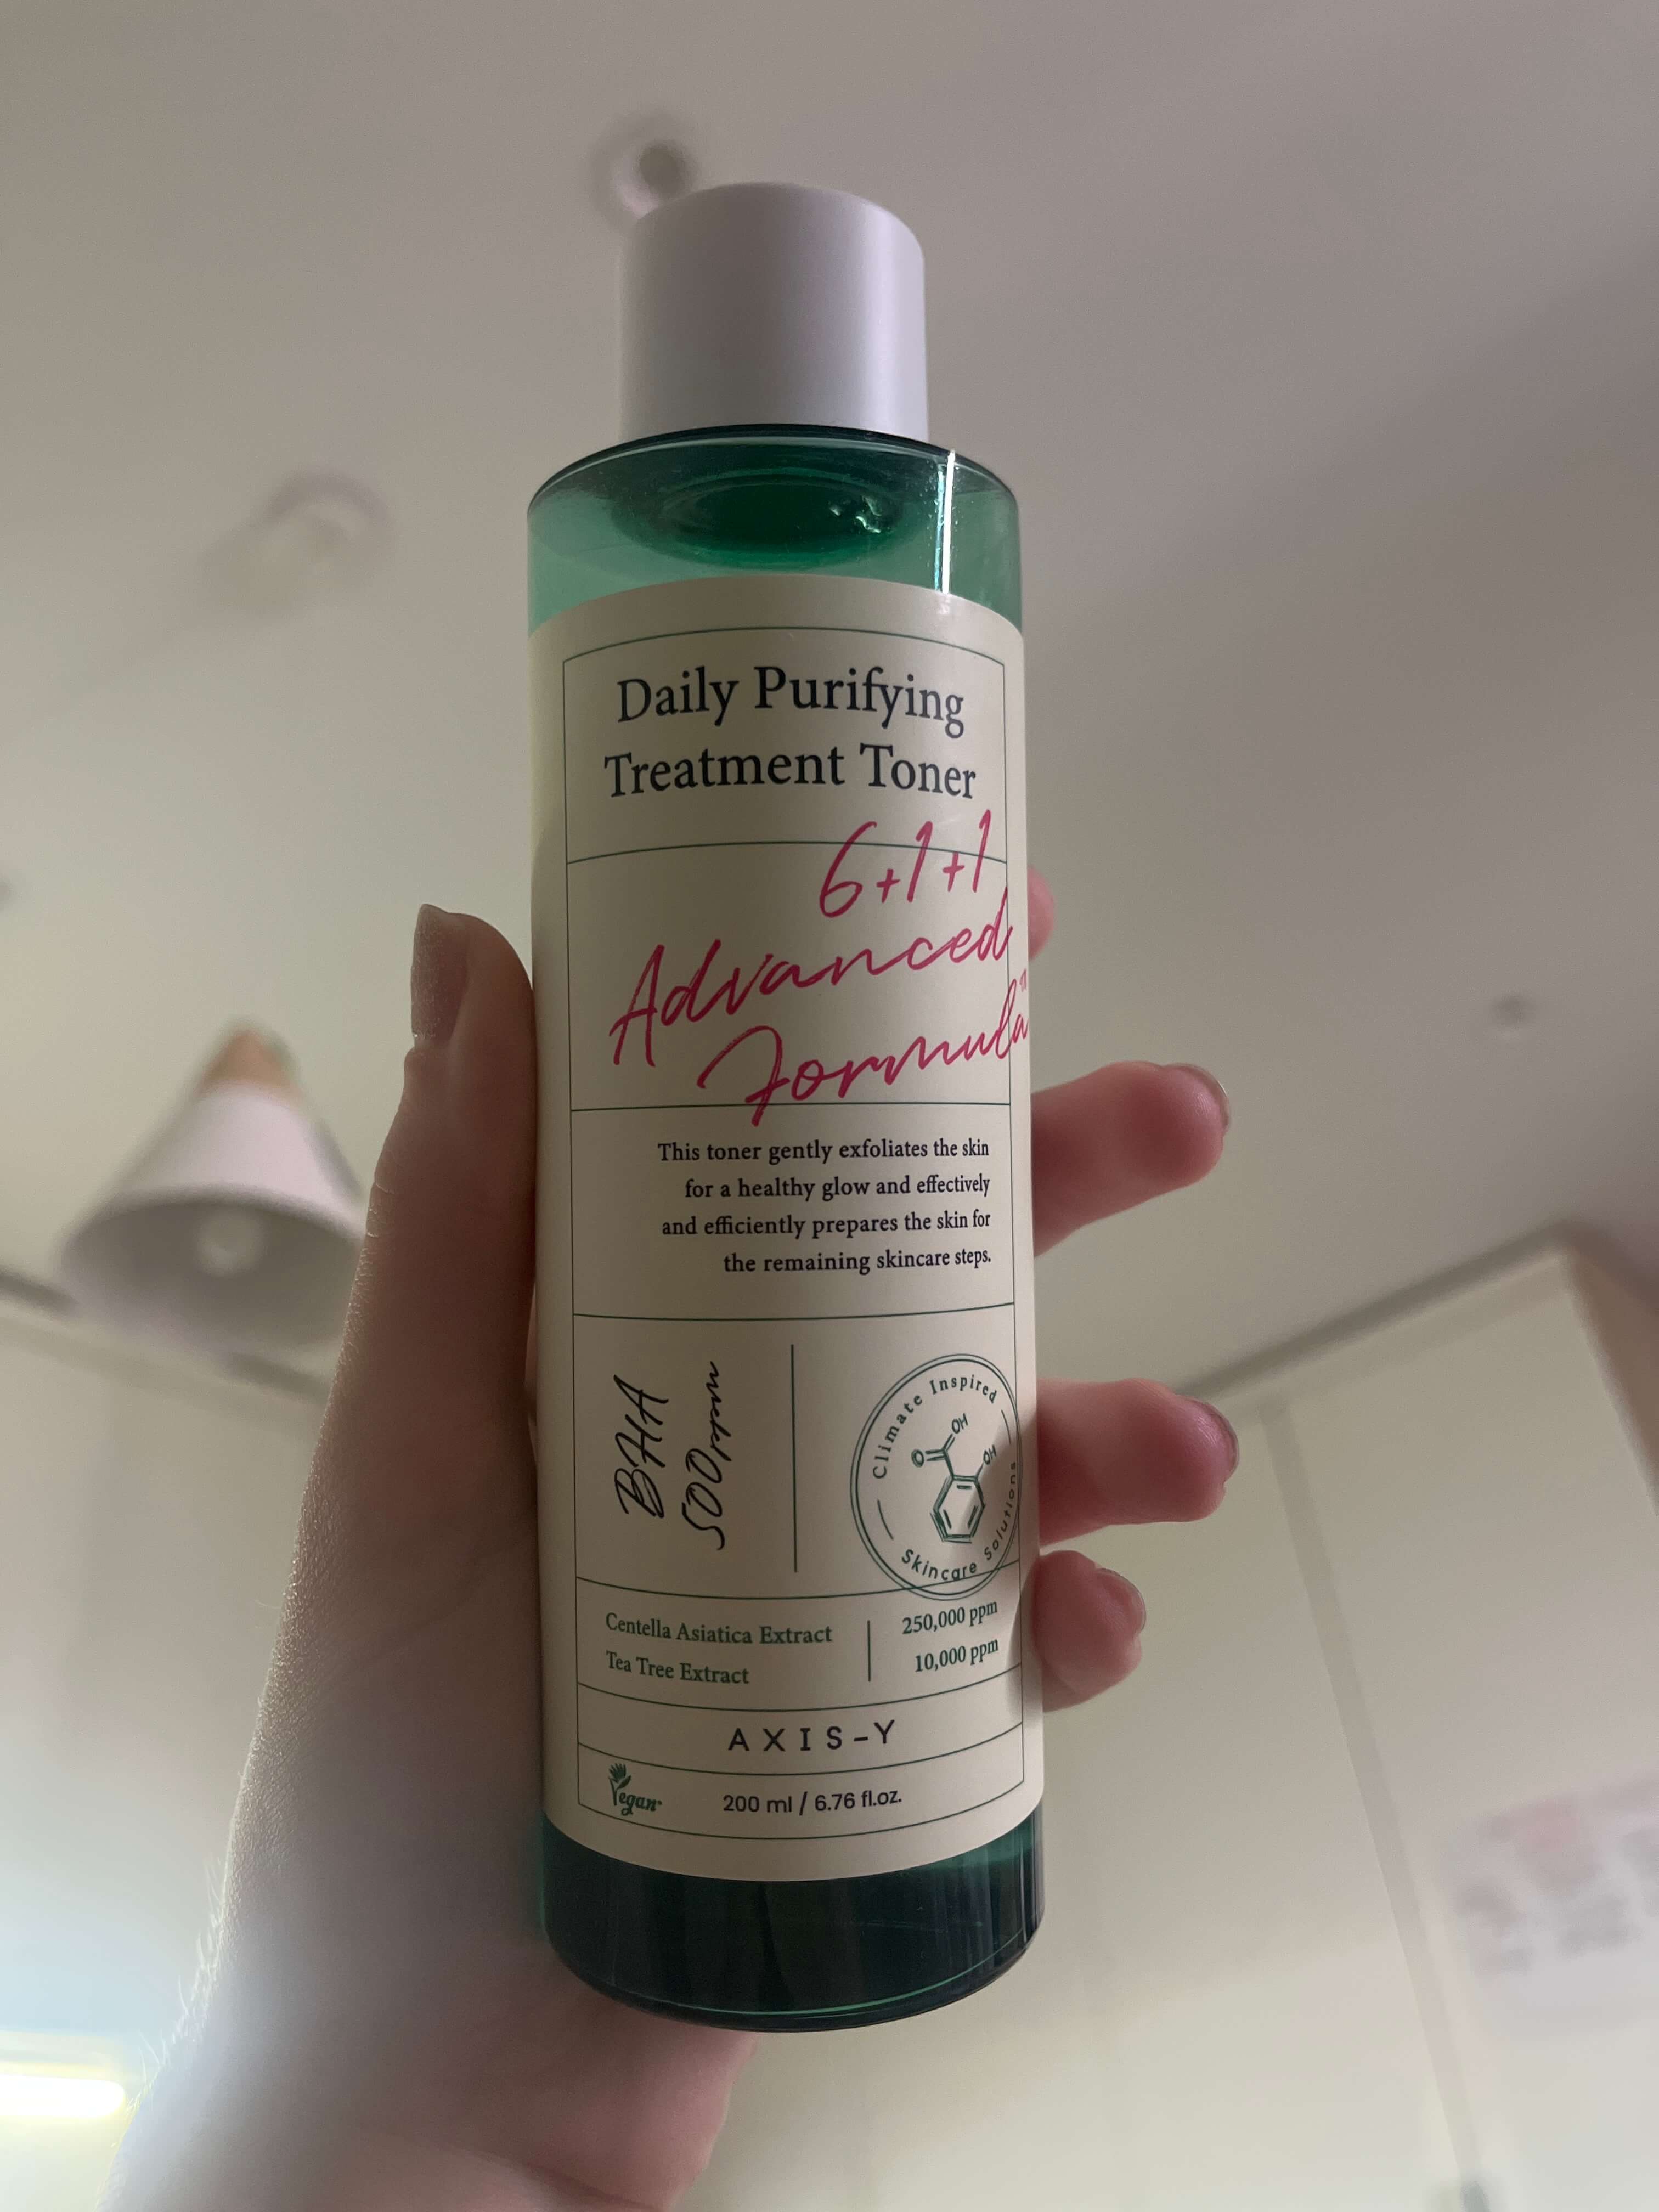 Daily Purifying
Treatment Toner
6+1+1
Advanced
Formula™
This toner gently exfoliates the skin
for a healthy glow and effectively
and efficiently prepares the skin for
the remaining skincare steps.
BHA
500ppm
Climate Inspired
Skincare Solutions
O
OH
OH
Centella Asiatica Extract
250,000 ppm
Tea Tree Extract
10,000 ppm
AXIS-Y
Vegan
200 ml / 6.76 fl.oz.